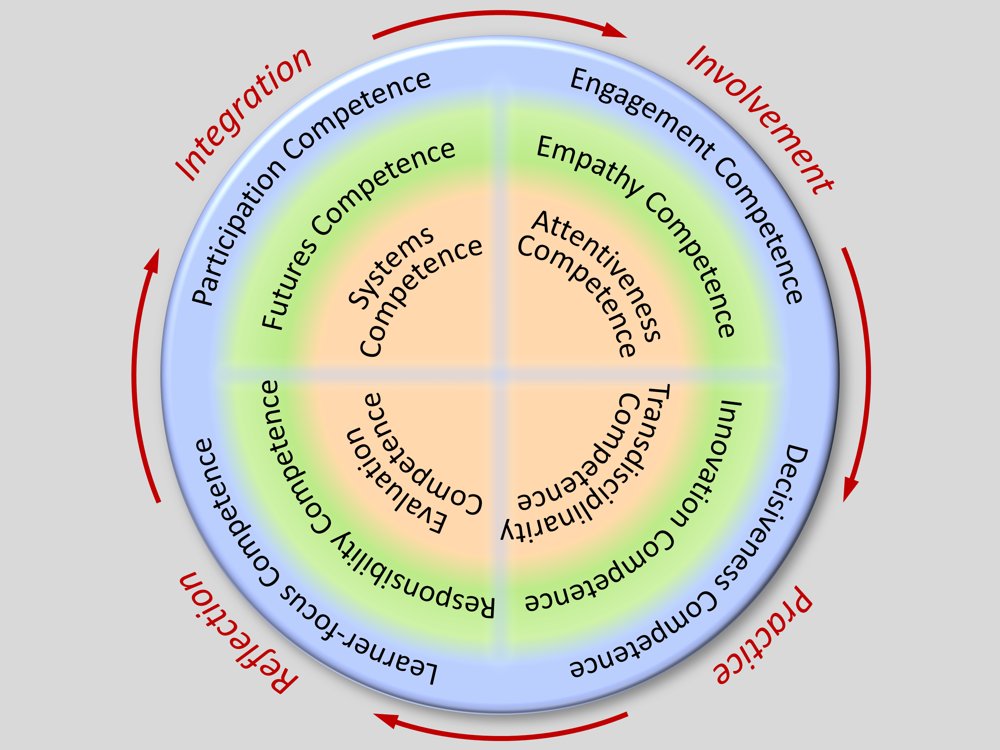 Integration
Participation Competence
Futures Competence
Systems
Competence
Involvement
Engagement Competence
Empathy Competence
Attentiveness
Competence
Practice
Decisiveness Competence
Innovation Competence
Transdisciplinarity
Competence
Reflection
Learner-focus Competence
Responsibility Competence
Evaluation
Competence